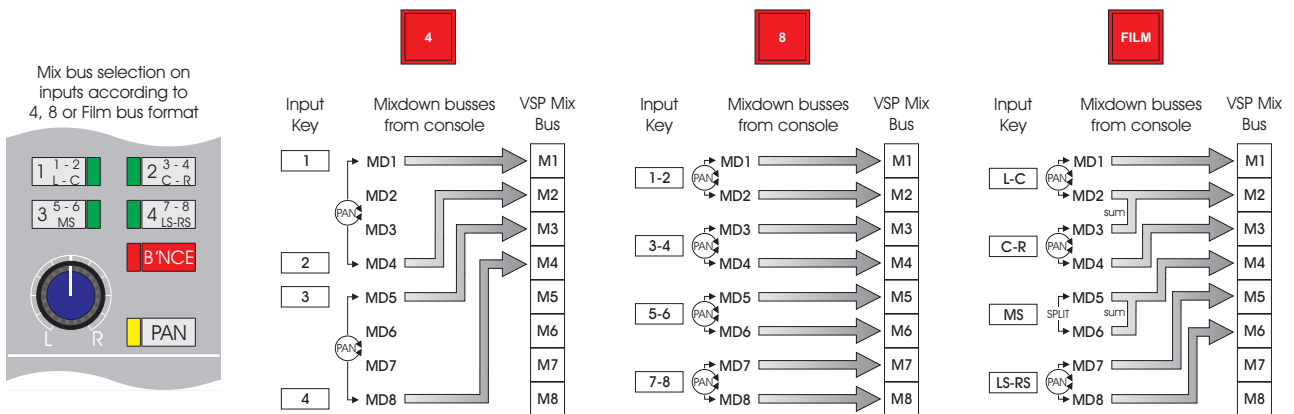 Mix bus selection on
inputs according to
4, 8 or Film bus format
1 1 - 2 L - C
2 3 - 4 C - R
3 5 - 6 MS
4 7 - 8 LS-RS
B'NCE
L R
PAN
4
Input Key
Mixdown busses from console
VSP Mix Bus
1
MD1
M1
MD2
M2
PAN
MD3
M3
2
MD4
M4
3
MD5
M5
MD6
M6
PAN
MD7
M7
4
MD8
M8
8
Input Key
Mixdown busses from console
VSP Mix Bus
1-2
PAN
MD1
M1
MD2
M2
3-4
PAN
MD3
M3
MD4
M4
5-6
PAN
MD5
M5
MD6
M6
7-8
PAN
MD7
M7
MD8
M8
FILM
Input Key
Mixdown busses from console
VSP Mix Bus
L-C
PAN
MD1
M1
MD2
M2
sum
C-R
PAN
MD3
M3
MD4
M4
MS
SPLIT
MD5
M5
sum
MD6
M6
LS-RS
PAN
MD7
M7
MD8
M8